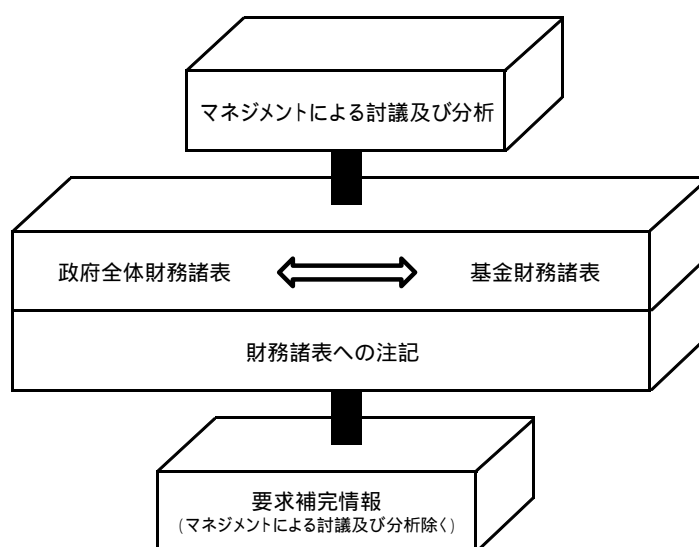 マネジメントによる討議及び分析
政府全体財務諸表
基金財務諸表
財務諸表への注記
要求補完情報
(マネジメントによる討議及び分析除く)